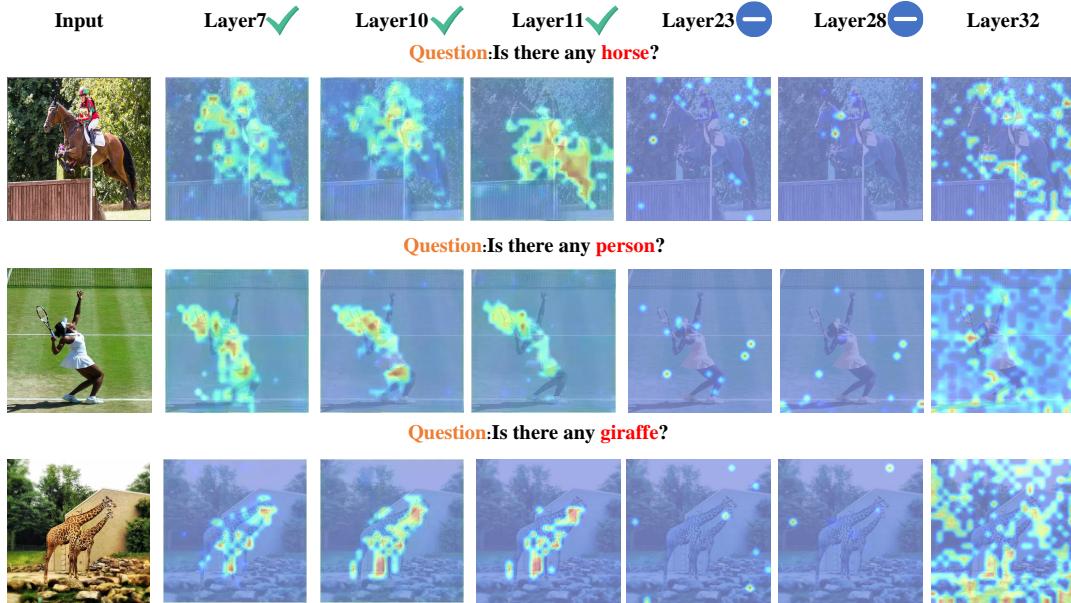 Input Layer7 Layer10 Layer11 Layer23 Layer28 Layer32
Question:Is there any horse?
Question:Is there any person?
Question:Is there any giraffe?